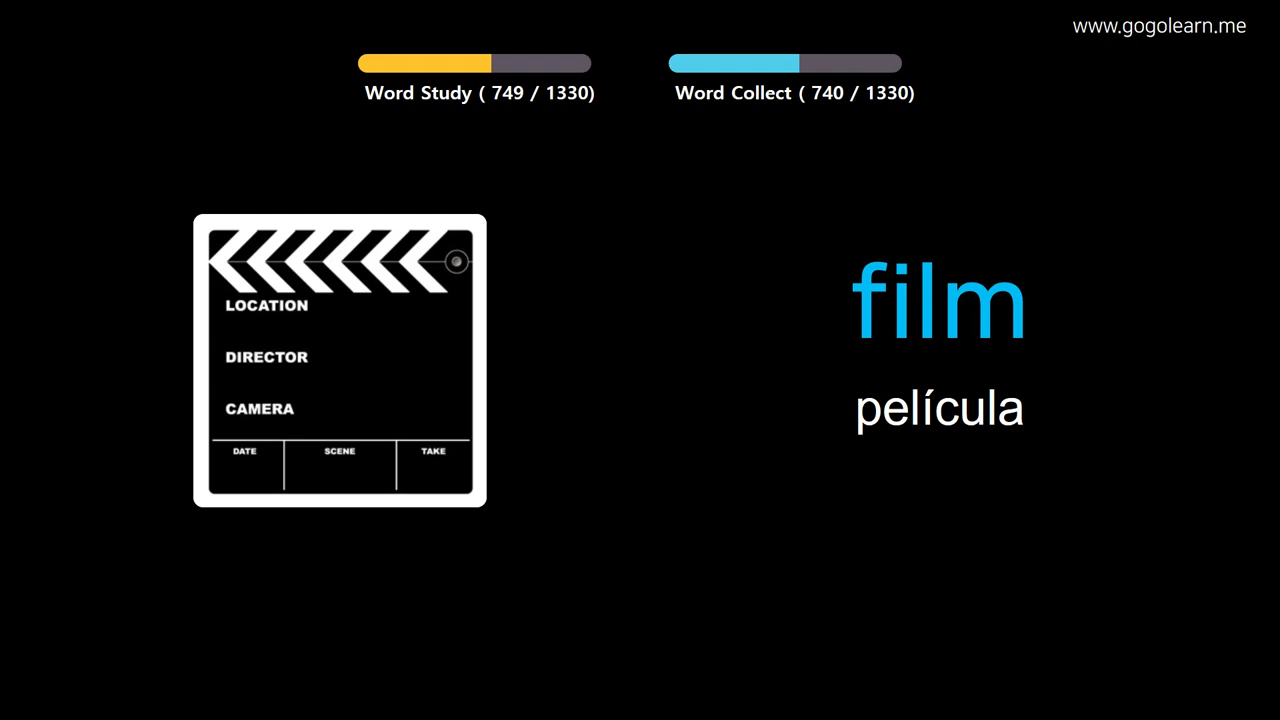 www.gogolearn.me
Word Study ( 749 / 1330)
Word Collect ( 740 / 1330)
LOCATION
DIRECTOR
CAMERA
DATE
SCENE
TAKE
film
película